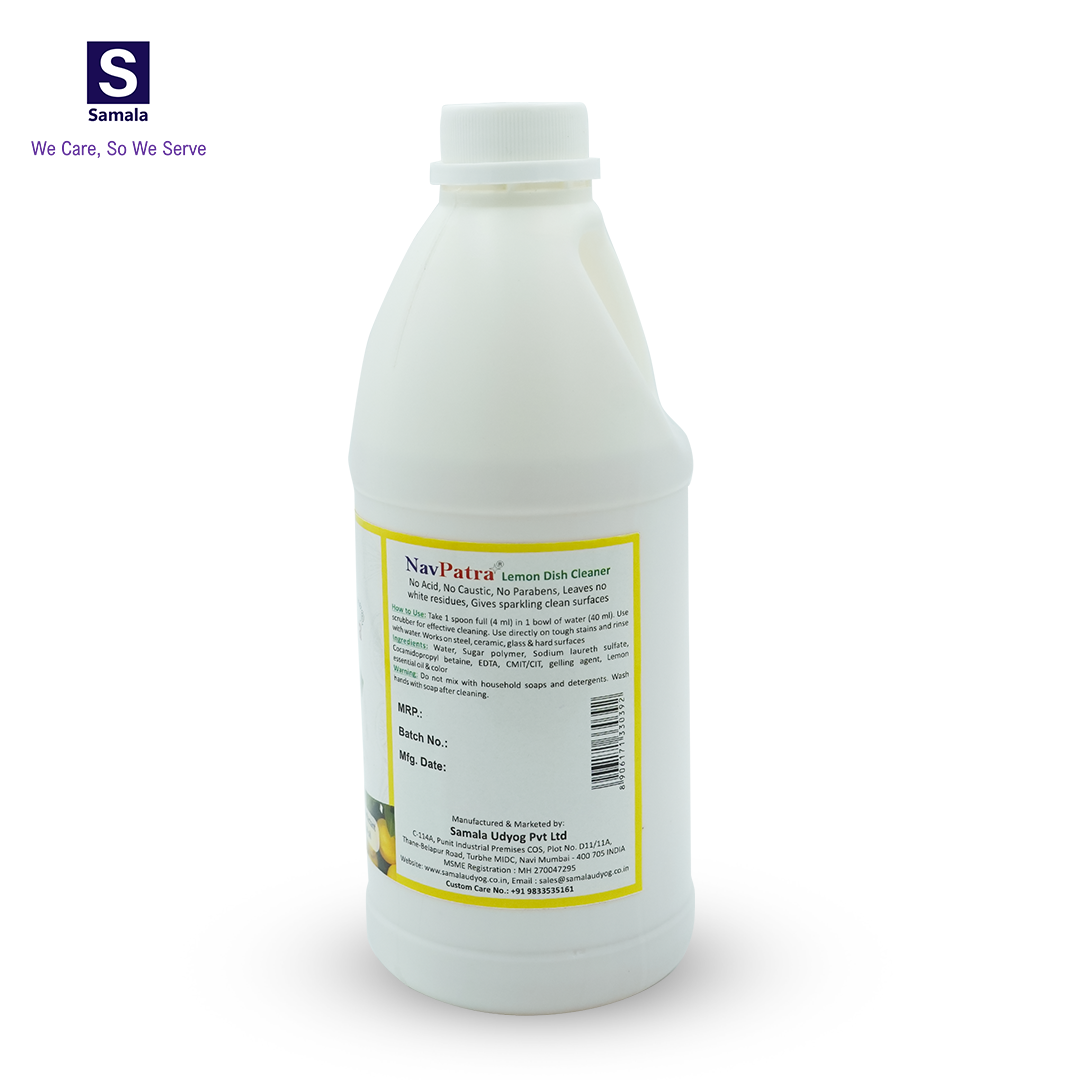 S
Samala
We Care, So We Serve
NavPatra® Lemon Dish Cleaner
No Acid, No Caustic, No Parabens, Leaves no
white residues, Gives sparkling clean surfaces
How to Use: Take 1 spoon full (4 ml) in 1 bowl of water (40 ml). Use
scrubber for effective cleaning. Use directly on tough stains and rinse
with water. Works on steel, ceramic, glass & hard surfaces
Ingredients: Water, Sugar polymer, Sodium laureth sulfate,
Cocamidopropyl betaine, EDTA, CMIT/CIT, gelling agent, Lemon
essential oil & color
Warning: Do not mix with household soaps and detergents. Wash
hands with soap after cleaning.
MRP.:
Batch No.:
Mfg. Date:
8 906171 330392
Manufactured & Marketed by:
Samala Udyog Pvt Ltd
C-114A, Punit Industrial Premises COS, Plot No. D11/11A,
Thane-Belapur Road, Turbhe MIDC, Navi Mumbai - 400 705 INDIA
MSME Registration : MH 270047295
Website: www.samalaudyog.co.in, Email : sales@samalaudyog.co.in
Custom Care No.: +91 9833535161